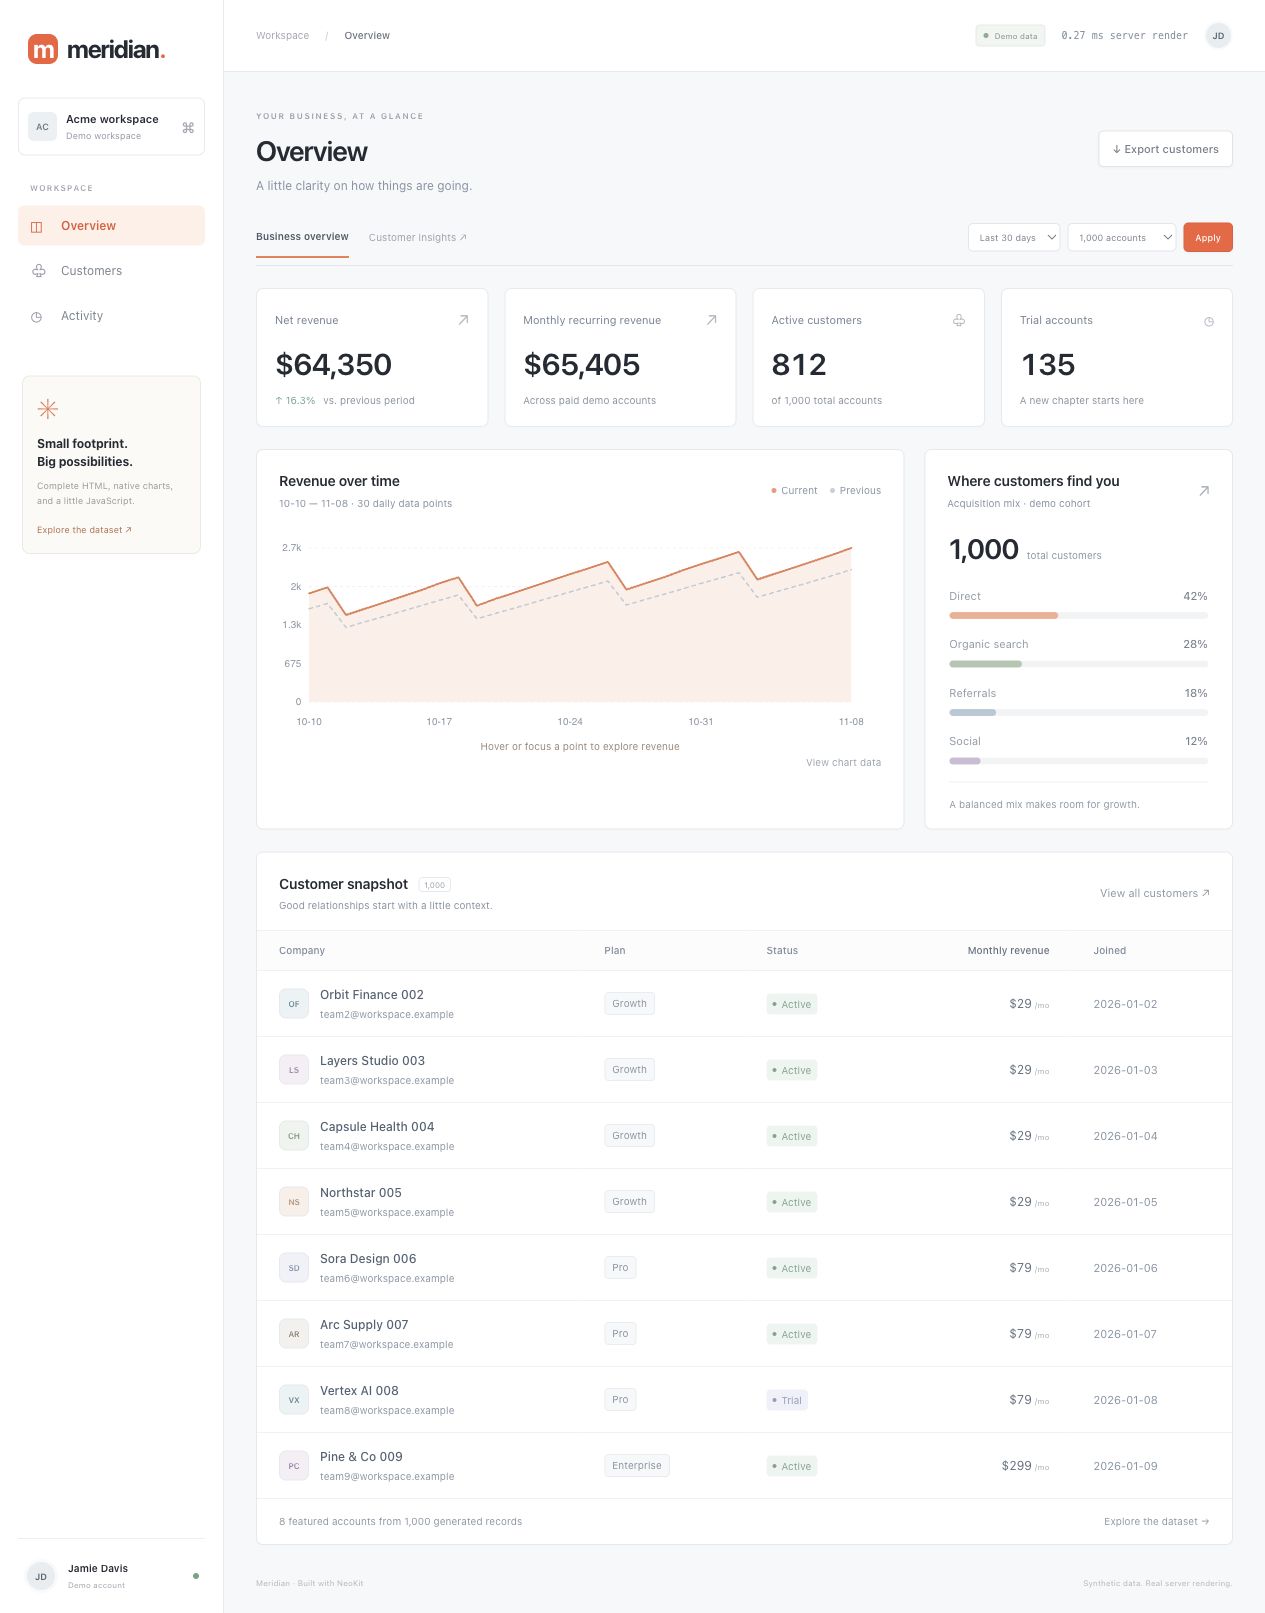 m meridian.
AC
Acme workspace
Demo workspace
⌘
WORKSPACE
Overview
Customers
Activity
Small footprint.
Big possibilities.
Complete HTML, native charts,
and a little JavaScript.
Explore the dataset ↗
JD
Jamie Davis
Demo account
Workspace / Overview
Demo data
0.27 ms server render
JD
YOUR BUSINESS, AT A GLANCE
Overview
A little clarity on how things are going.
↓ Export customers
Business overview
Customer insights ↗
Last 30 days
1,000 accounts
Apply
Net revenue
$64,350
↑ 16.3% vs. previous period
Monthly recurring revenue
$65,405
Across paid demo accounts
Active customers
812
of 1,000 total accounts
Trial accounts
135
A new chapter starts here
Revenue over time
10-10 — 11-08 · 30 daily data points
Current
Previous
2.7k
2k
1.3k
675
0
10-10 10-17 10-24 10-31 11-08
Hover or focus a point to explore revenue
View chart data
Where customers find you
Acquisition mix · demo cohort
1,000 total customers
Direct 42%
Organic search 28%
Referrals 18%
Social 12%
A balanced mix makes room for growth.
Customer snapshot 1,000
Good relationships start with a little context.
View all customers ↗
Company Plan Status Monthly revenue Joined
OF Orbit Finance 002 Growth Active $29 /mo 2026-01-02
team2@workspace.example
LS Layers Studio 003 Growth Active $29 /mo 2026-01-03
team3@workspace.example
CH Capsule Health 004 Growth Active $29 /mo 2026-01-04
team4@workspace.example
NS Northstar 005 Growth Active $29 /mo 2026-01-05
team5@workspace.example
SD Sora Design 006 Pro Active $79 /mo 2026-01-06
team6@workspace.example
AR Arc Supply 007 Pro Active $79 /mo 2026-01-07
team7@workspace.example
VX Vertex AI 008 Pro Trial $79 /mo 2026-01-08
team8@workspace.example
PC Pine & Co 009 Enterprise Active $299 /mo 2026-01-09
team9@workspace.example
8 featured accounts from 1,000 generated records
Explore the dataset →
Meridian · Built with NeoKit
Synthetic data. Real server rendering.